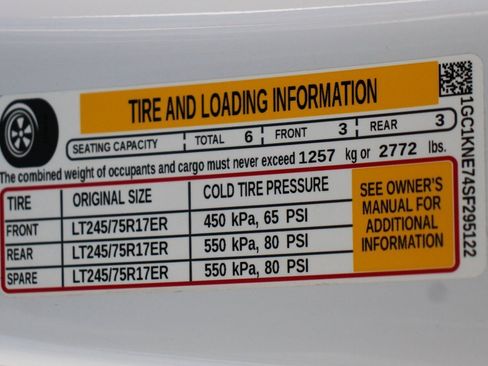 TIRE AND LOADING INFORMATION
SEATING CAPACITY TOTAL 6 FRONT 3 REAR 3
The combined weight of occupants and cargo must never exceed 1257 kg or 2772 lbs.
TIRE ORIGINAL SIZE COLD TIRE PRESSURE
FRONT LT245/75R17ER 450 kPa, 65 PSI
REAR LT245/75R17ER 550 kPa, 80 PSI
SPARE LT245/75R17ER 550 kPa, 80 PSI
SEE OWNER'S
MANUAL FOR
ADDITIONAL
INFORMATION
1GC1KNE74SF295122